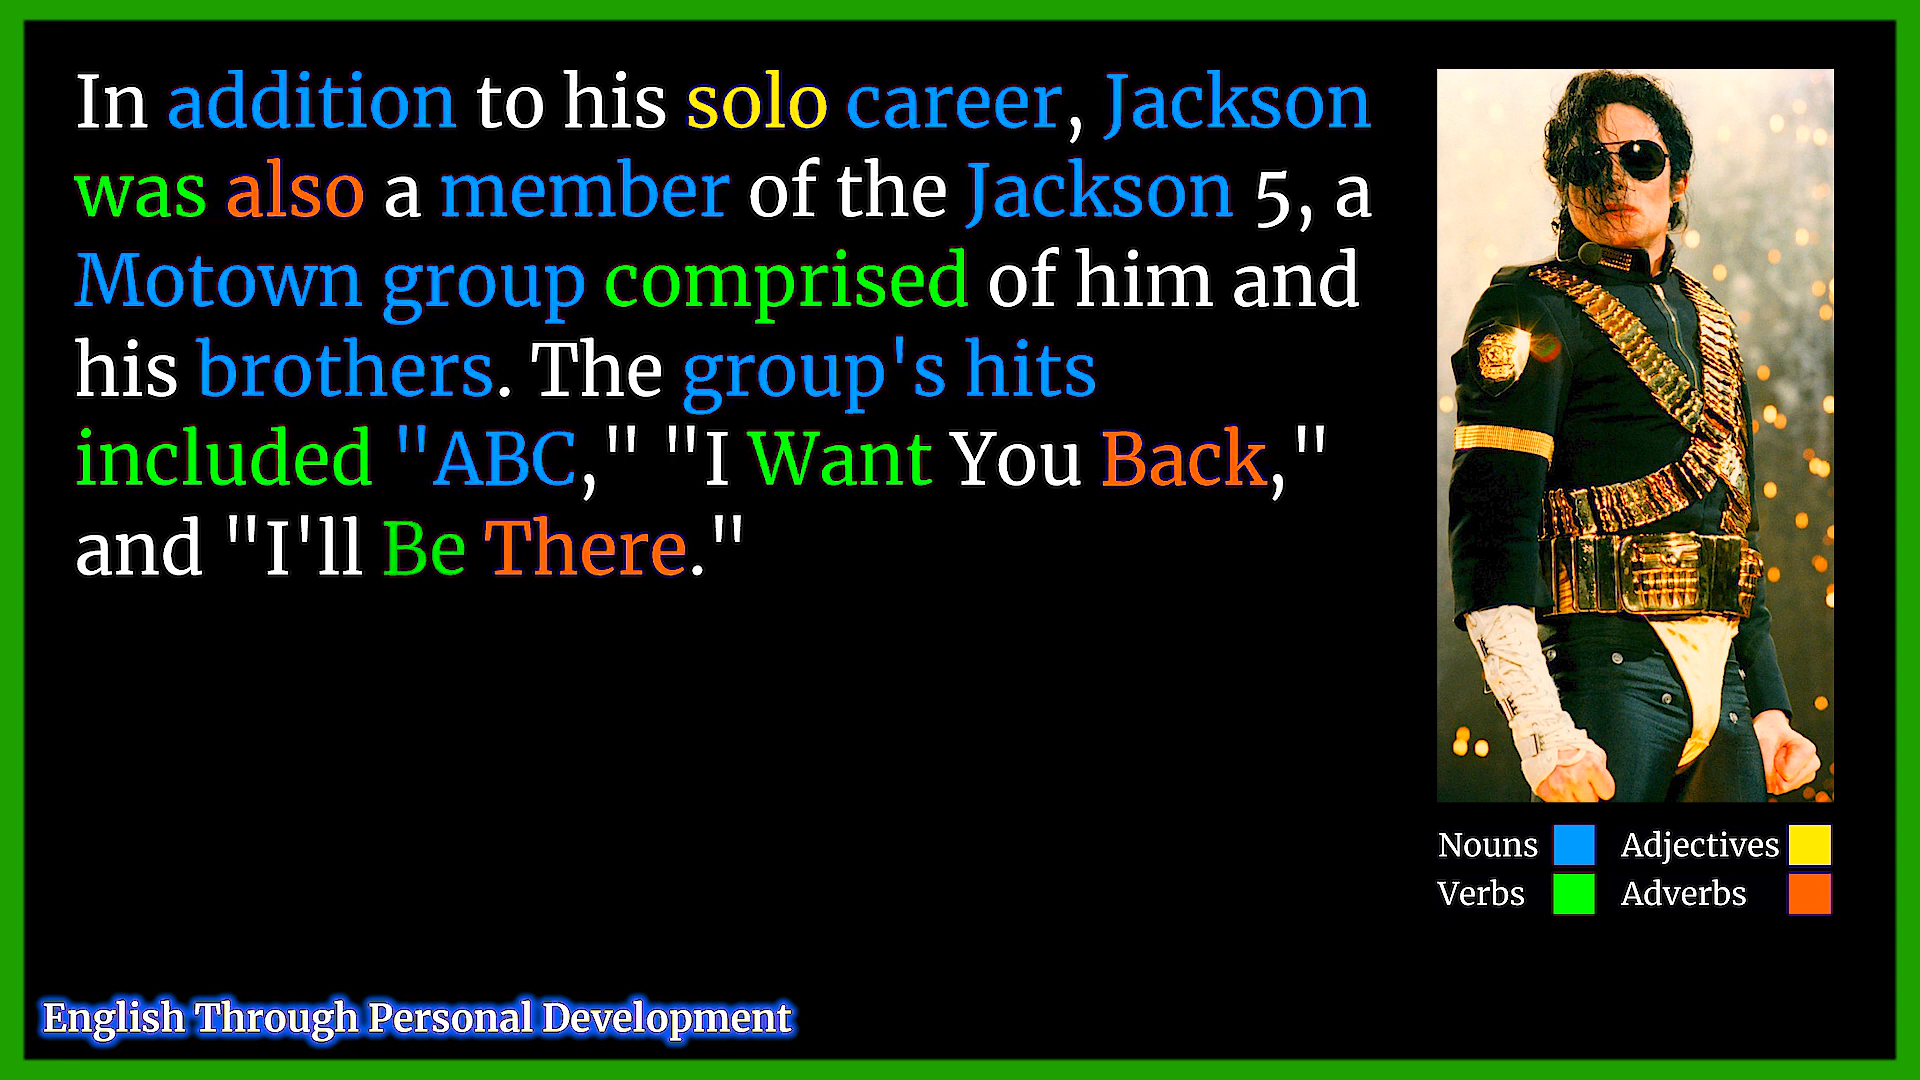 In addition to his solo career, Jackson
was also a member of the Jackson 5, a
Motown group comprised of him and
his brothers. The group's hits
included "ABC," "I Want You Back,"
and "I'll Be There."
Nouns Adjectives
Verbs Adverbs
English Through Personal Development